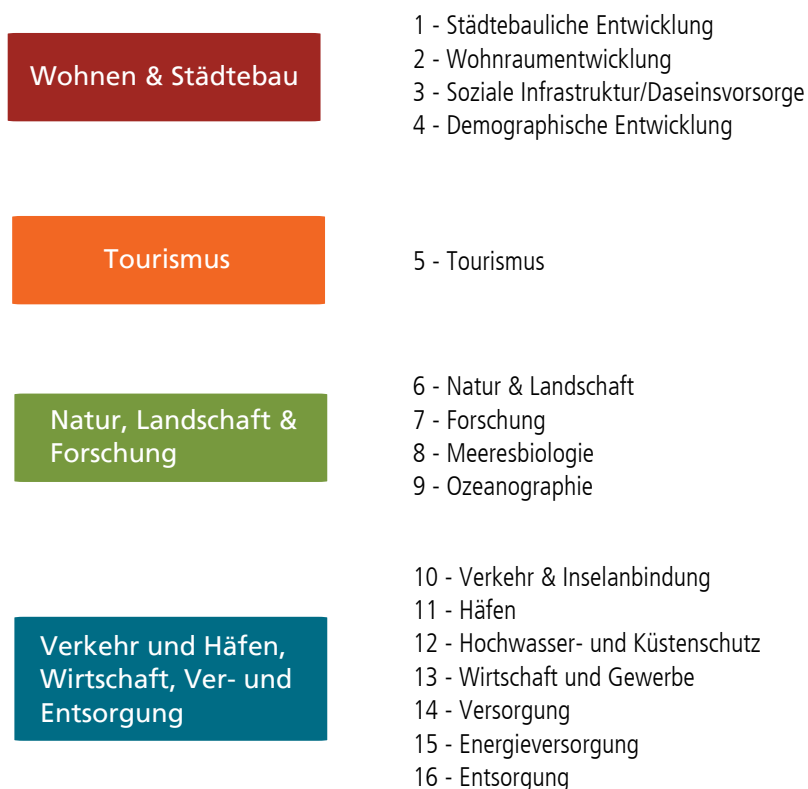 Wohnen & Städtebau
1 - Städtebauliche Entwicklung
2 - Wohnraumentwicklung
3 - Soziale Infrastruktur/Daseinsvorsorge
4 - Demographische Entwicklung
Tourismus
5 - Tourismus
Natur, Landschaft &
Forschung
6 - Natur & Landschaft
7 - Forschung
8 - Meeresbiologie
9 - Ozeanographie
Verkehr und Häfen,
Wirtschaft, Ver- und
Entsorgung
10 - Verkehr & Inselanbindung
11 - Häfen
12 - Hochwasser- und Küstenschutz
13 - Wirtschaft und Gewerbe
14 - Versorgung
15 - Energieversorgung
16 - Entsorgung